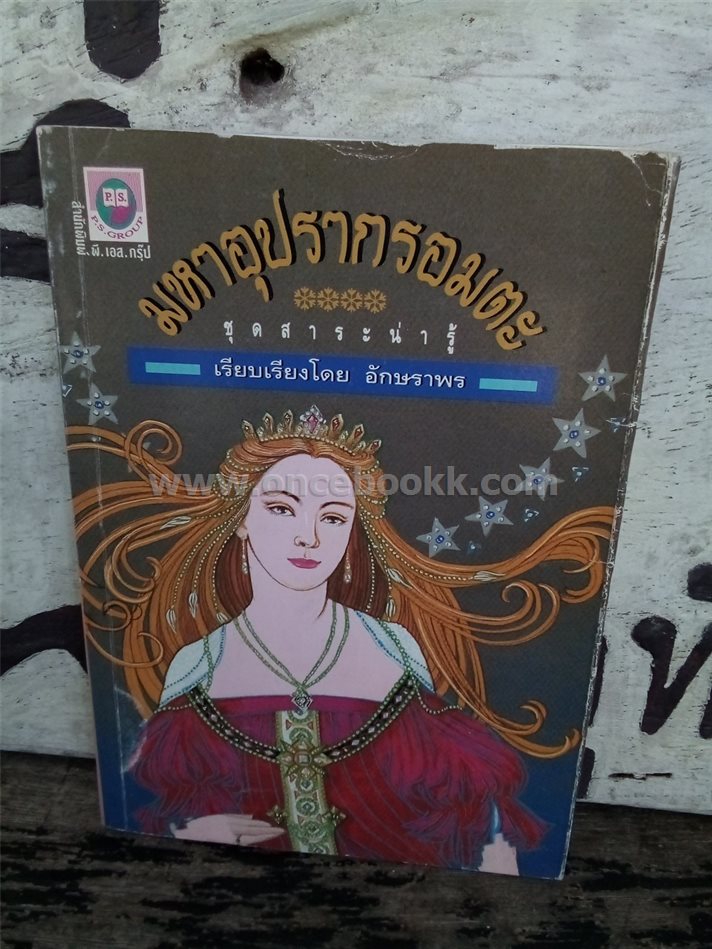 P.S.
P.S.GROUP
สำนักพิมพ์
พี.เอส.กรุ๊ป
มหาอุปรากรอมตะ
ชุดสาระน่ารู้
เรียบเรียงโดย อักษราพร
www.oncebookk.com